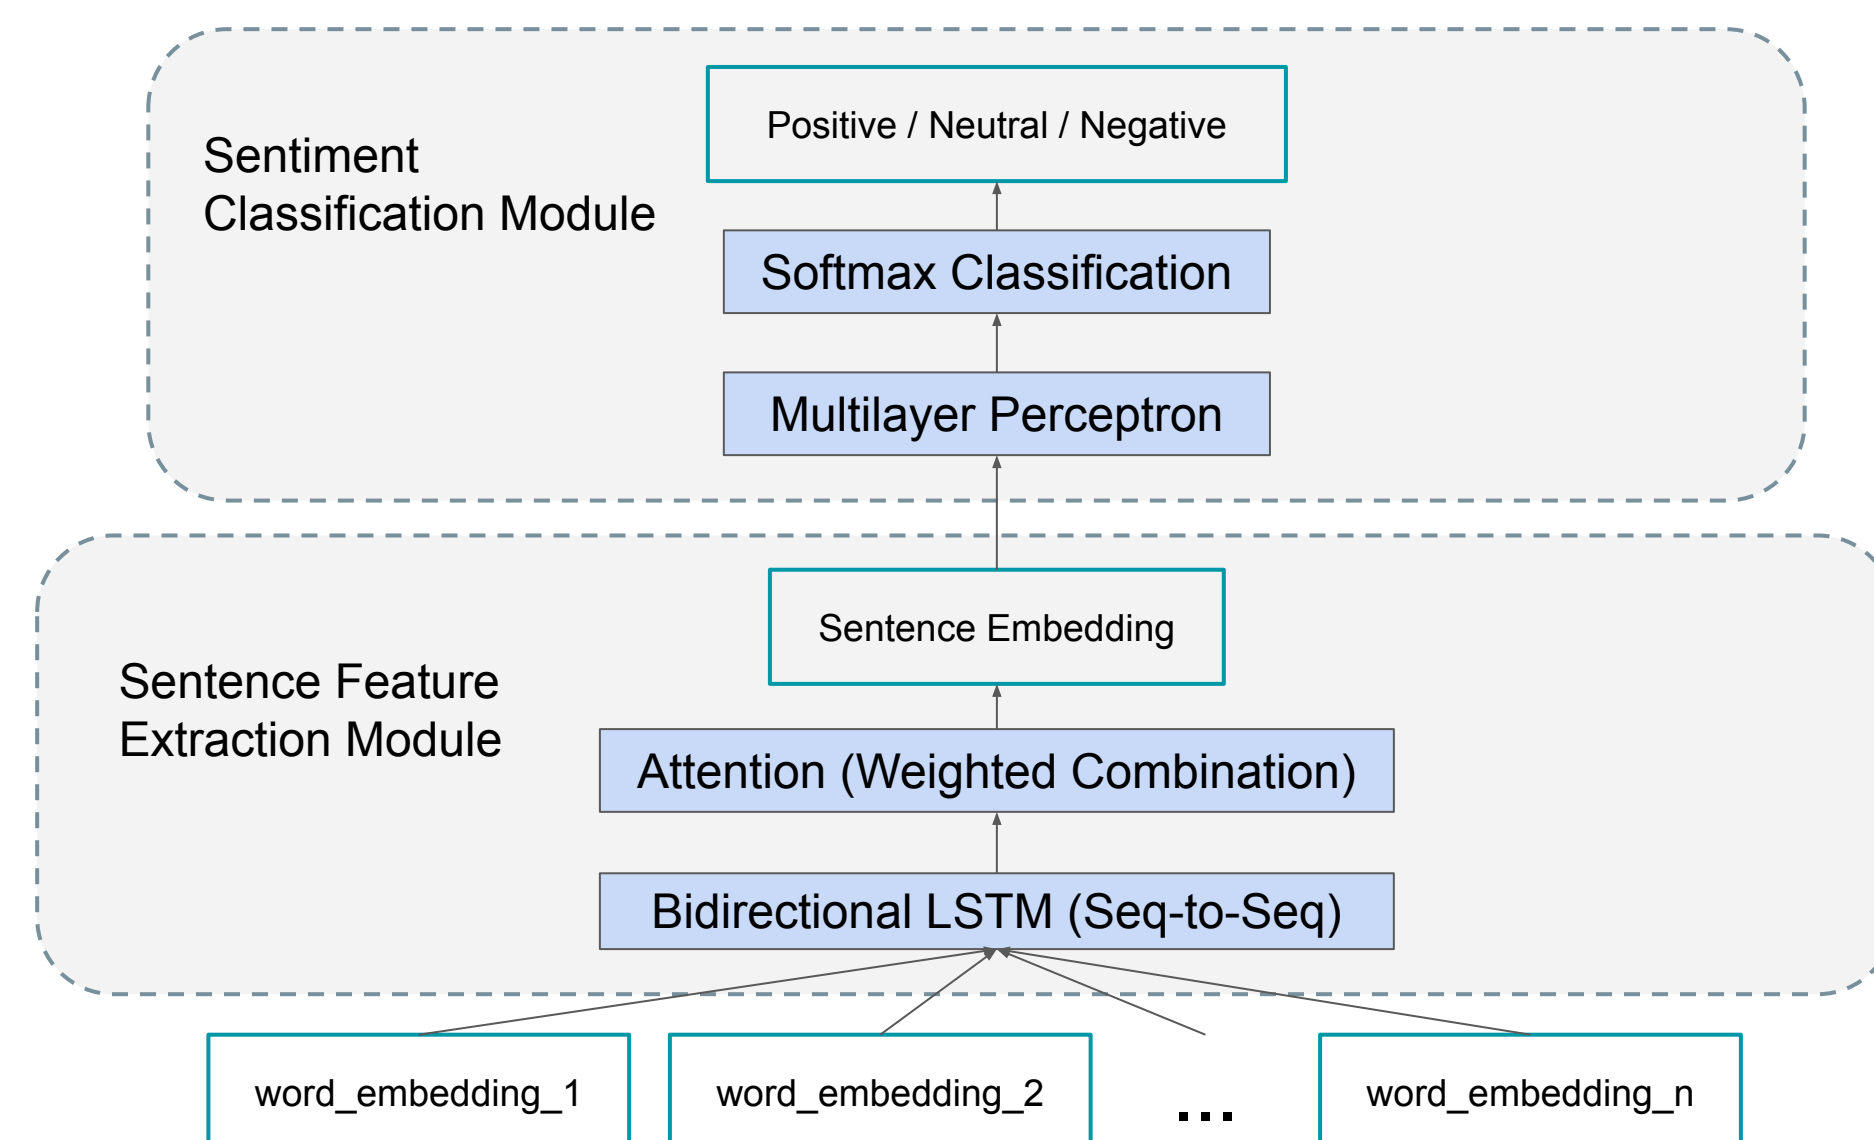 Positive / Neutral / Negative
Sentiment
Classification Module
Softmax Classification
Multilayer Perceptron
Sentence Embedding
Sentence Feature
Extraction Module
Attention (Weighted Combination)
Bidirectional LSTM (Seq-to-Seq)
word_embedding_1
word_embedding_2
...
word_embedding_n